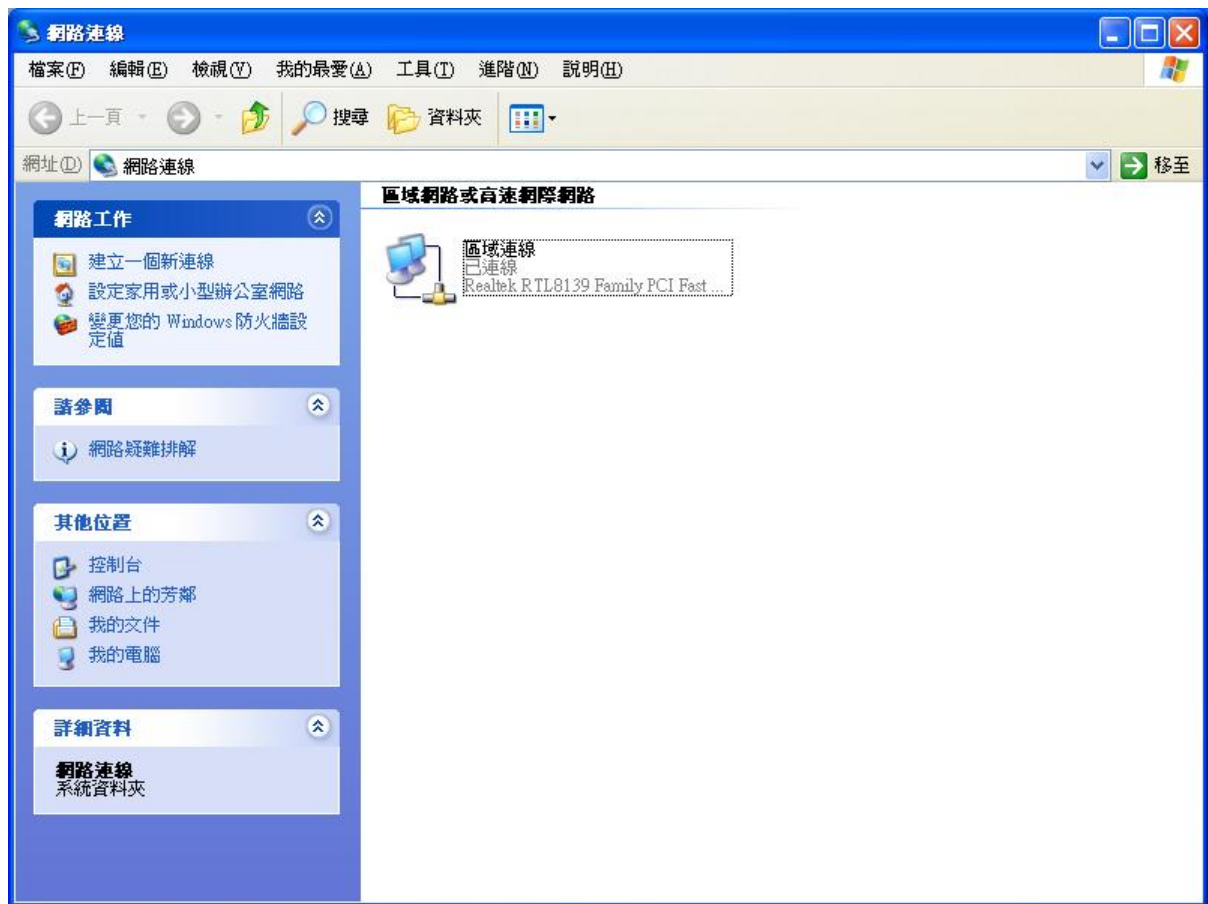 網路連線
檔案(F) 編輯(E) 檢視(V) 我的最愛(A) 工具(T) 進階(N) 說明(H)
上一頁 搜尋 資料夾
網址(D) 網路連線 移至
網路工作
建立一個新連線
設定家用或小型辦公室網路
變更您的 Windows 防火牆設
定值
請參閱
網路疑難排解
其他位置
控制台
網路上的芳鄰
我的文件
我的電腦
詳細資料
網路連線
系統資料夾
區域網路或高速網際網路
區域連線
已連線
Realtek RTL8139 Family PCI Fast ...